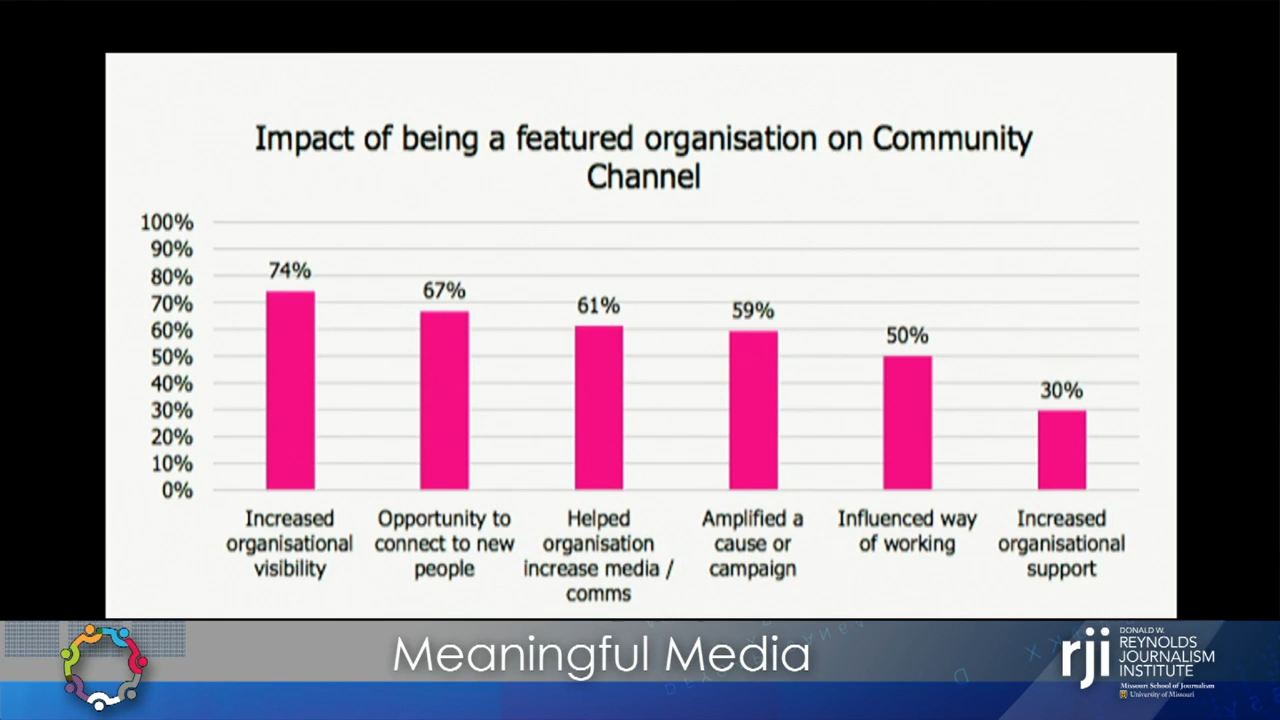 Impact of being a featured organisation on Community
Channel
100%
90%
80%
70%
60%
50%
40%
30%
20%
10%
0%
74%
67%
61%
59%
50%
30%
Increased
organisational
visibility
Opportunity to
connect to new
people
Helped
organisation
increase media /
comms
Amplified a
cause or
campaign
Influenced way
of working
Increased
organisational
support
Meaningful Media
rji
DONALD W.
REYNOLDS
JOURNALISM
INSTITUTE
Missouri School of Journalism
University of Missouri